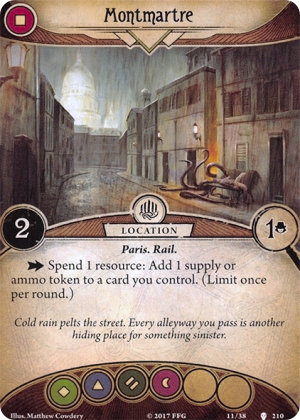 Montmartre
2
LOCATION
1
Paris. Rail.
Spend 1 resource: Add 1 supply or
ammo token to a card you control. (Limit once
per round.)
Cold rain pelts the street. Every alleyway you pass is another
hiding place for something sinister.
Illus. Matthew Cowdery © 2017 FFG 11/38 210